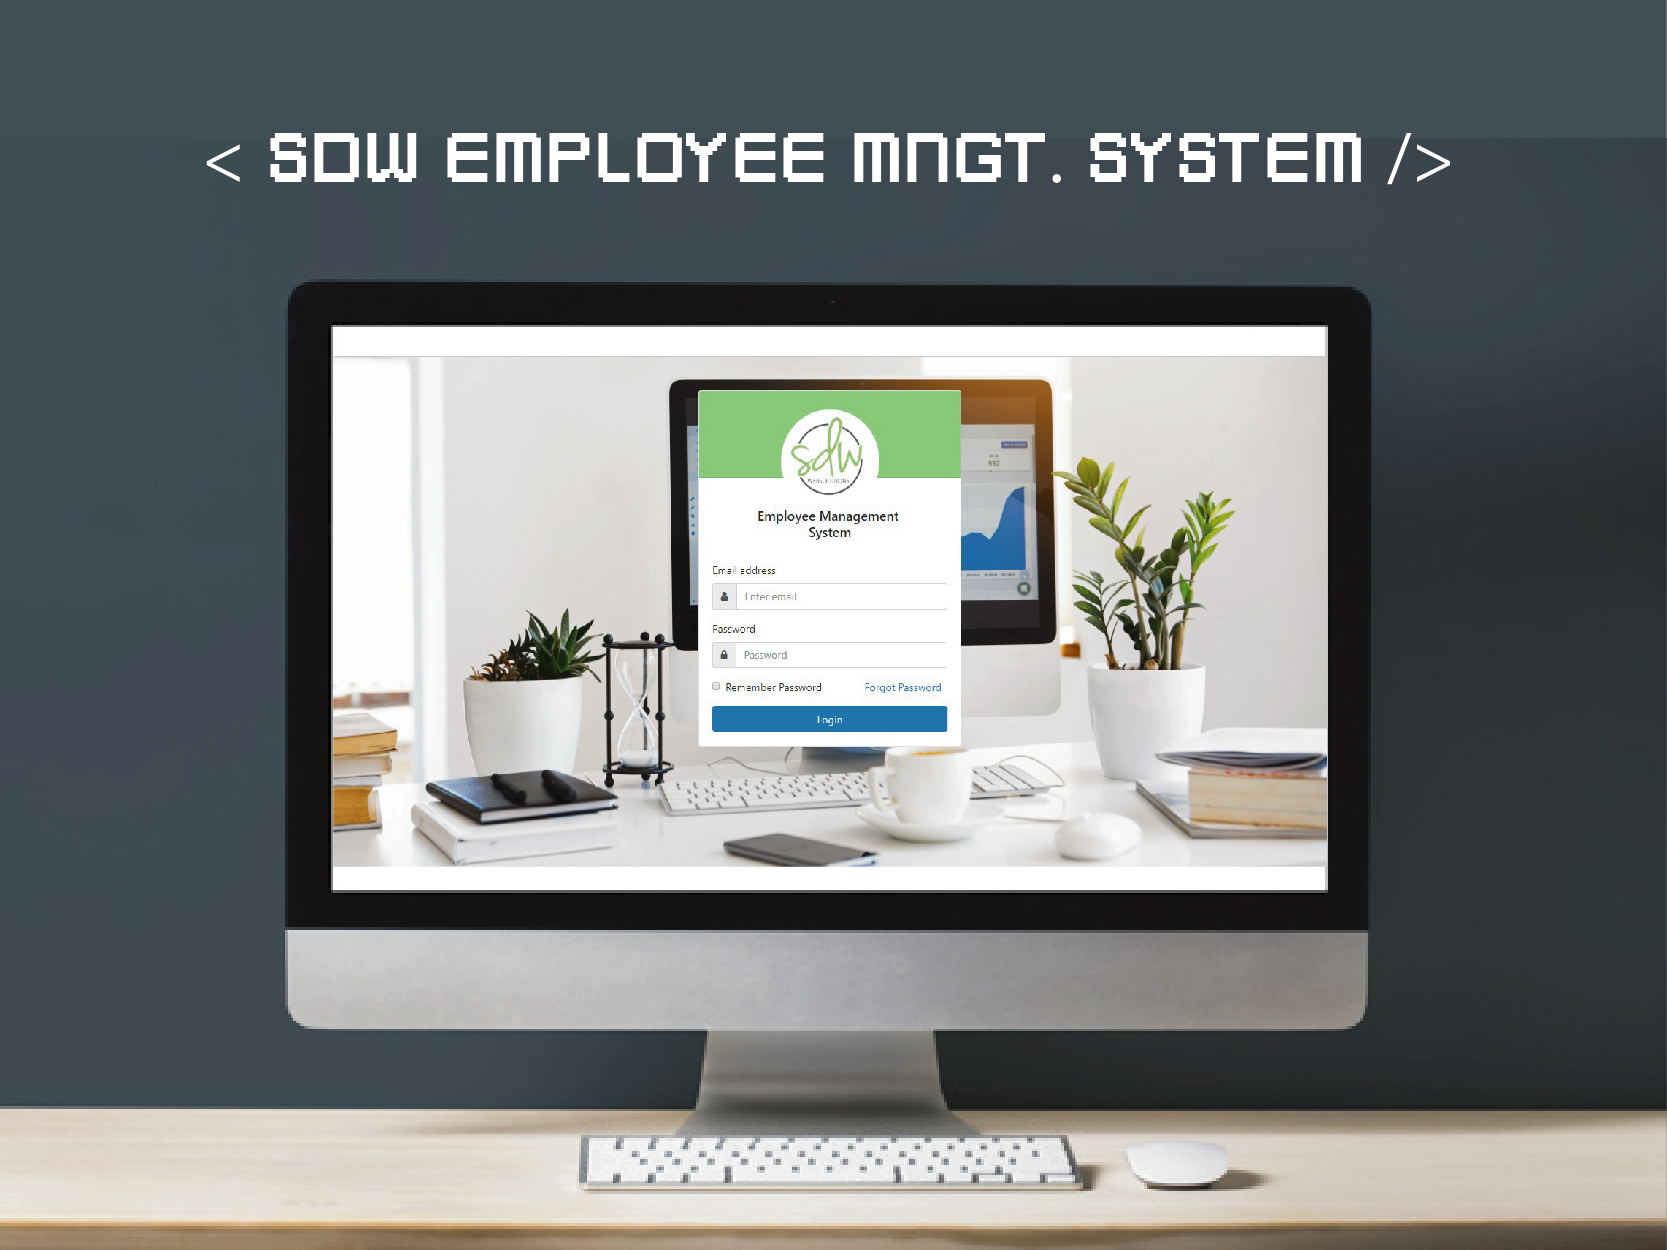 < SDW EMPLOYEE MNGT. SYSTEM />
sdw
WEBSOLUTIONS
Employee Management
System
Email address
Enter email
Password
Password
Remember Password Forgot Password
Login